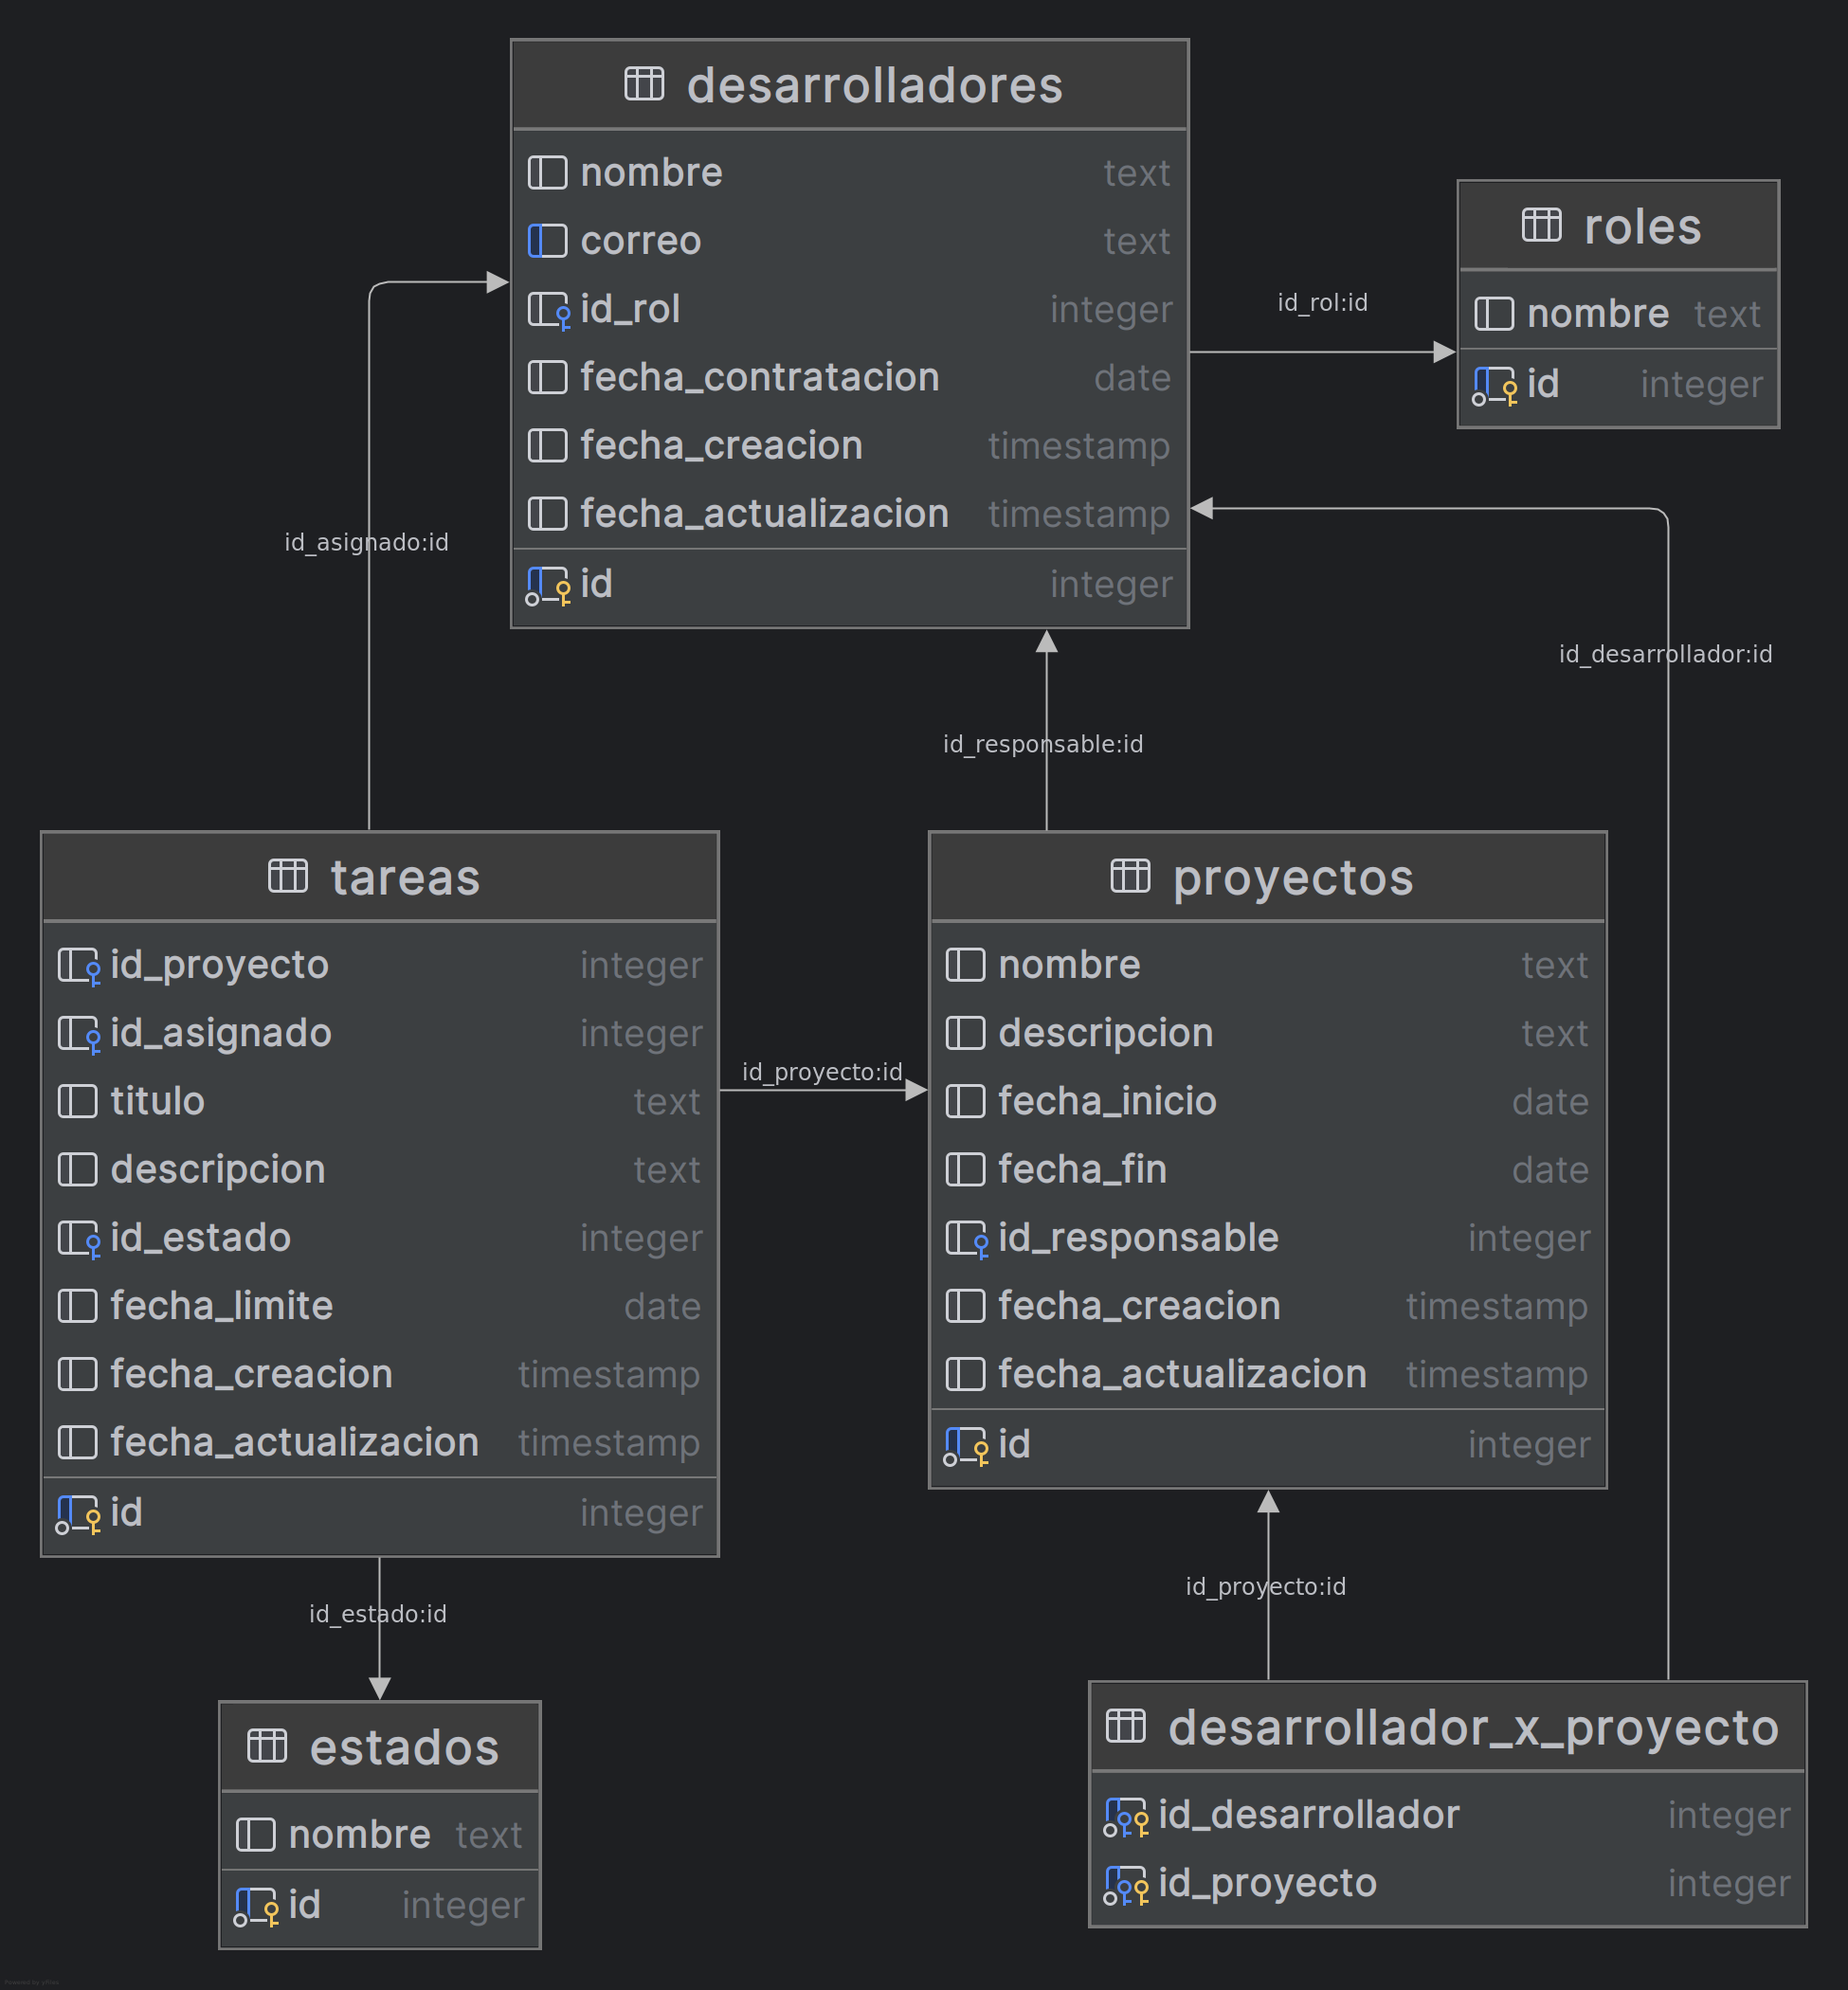 desarrolladores
nombre text
correo text
id_rol integer
fecha_contratacion date
fecha_creacion timestamp
fecha_actualizacion timestamp
id integer
roles
nombre text
id integer
id_rol:id
id_asignado:id
id_desarrollador:id
id_responsable:id
tareas
id_proyecto integer
id_asignado integer
titulo text
descripcion text
id_estado integer
fecha_limite date
fecha_creacion timestamp
fecha_actualizacion timestamp
id integer
id_proyecto:id
proyectos
nombre text
descripcion text
fecha_inicio date
fecha_fin date
id_responsable integer
fecha_creacion timestamp
fecha_actualizacion timestamp
id integer
id_estado:id
id_proyecto:id
estados
nombre text
id integer
desarrollador_x_proyecto
id_desarrollador integer
id_proyecto integer
Powered by yFiles